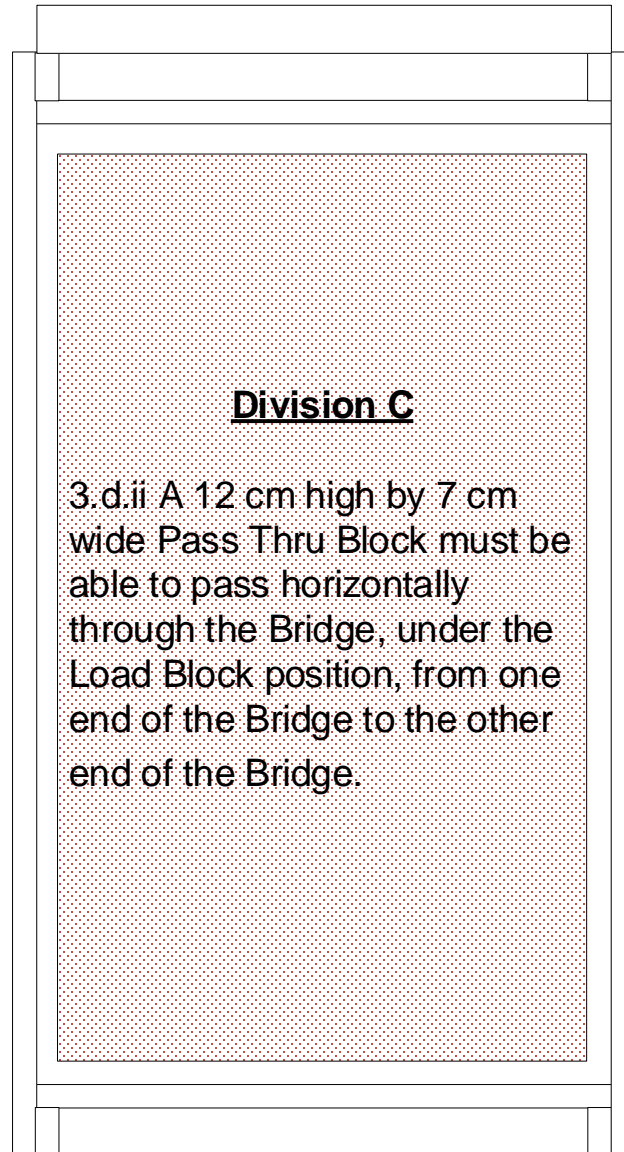 Division C
3.d.ii A 12 cm high by 7 cm
wide Pass Thru Block must be
able to pass horizontally
through the Bridge, under the
Load Block position, from one
end of the Bridge to the other
end of the Bridge.